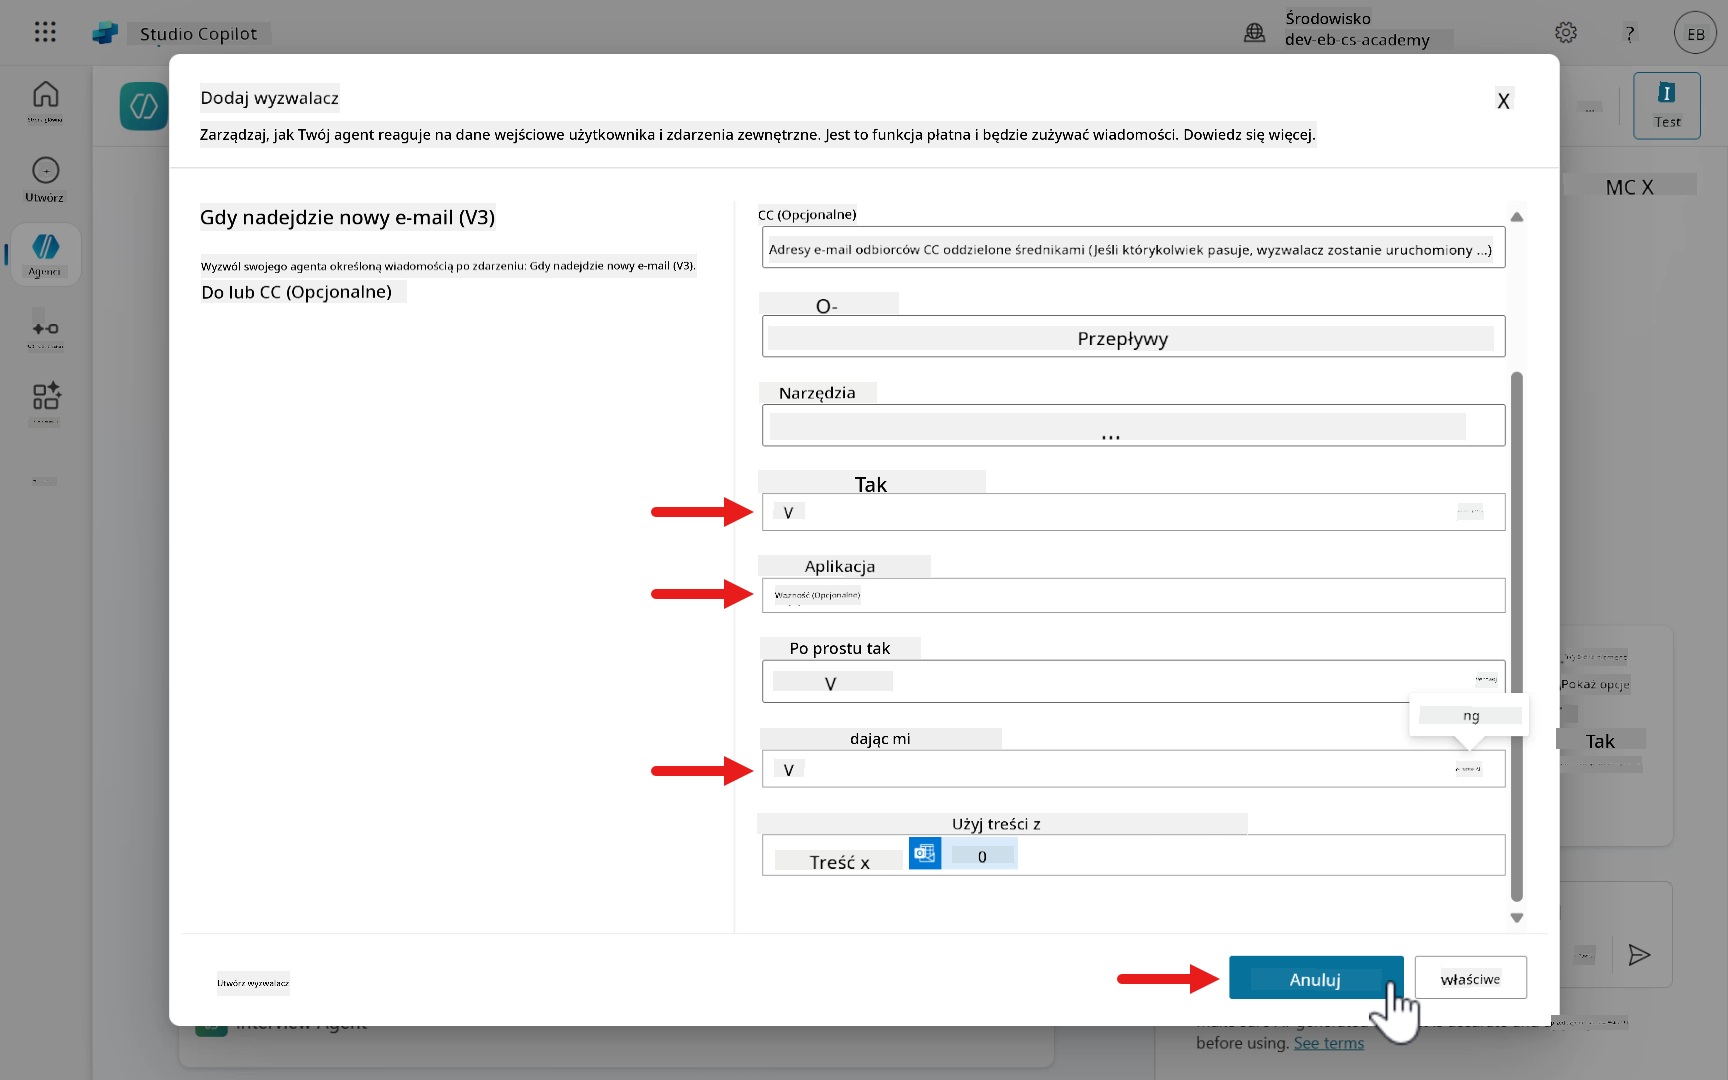 Studio Copilot
Środowisko
dev-eb-cs-academy
?
EB
Dodaj wyzwalacz
X
Zarządzaj, jak Twój agent reaguje na dane wejściowe użytkownika i zdarzenia zewnętrzne. Jest to funkcja płatna i będzie zużywać wiadomości. Dowiedz się więcej.
...
Test
Utwórz
Agenci
MC X
Gdy nadejdzie nowy e-mail (V3)
Wyzwól swojego agenta określoną wiadomością po zdarzeniu: Gdy nadejdzie nowy e-mail (V3).
Do lub CC (Opcjonalne)
CC (Opcjonalne)
Adresy e-mail odbiorców CC oddzielone średnikami (Jeśli którykolwiek pasuje, wyzwalacz zostanie uruchomiony ...)
O-
Przepływy
Narzędzia
...
Tak
V
Aplikacja
Ważność (Opcjonalne)
Po prostu tak
V
ng
dając mi
V
Użyj treści z
Treść x
0
Pokaż opcje
Tak
Utwórz wyzwalacz
Anuluj
właściwe
Interview Agent
before using. See terms